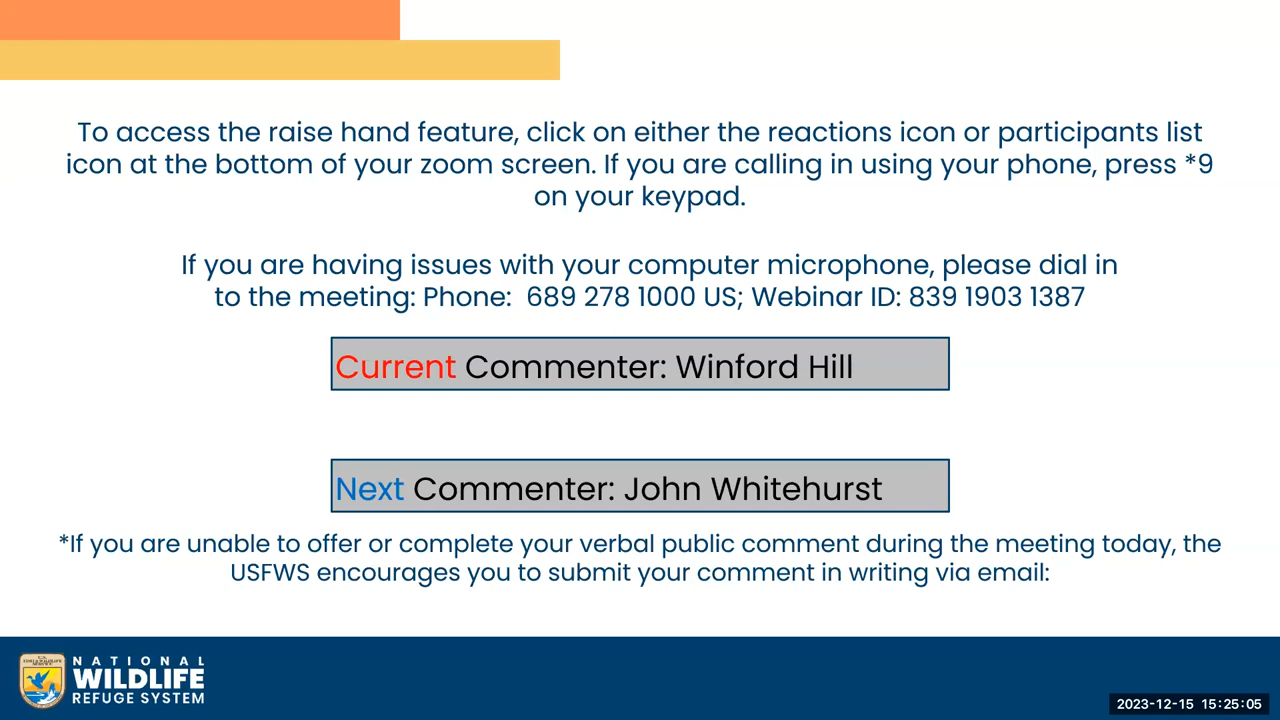 To access the raise hand feature, click on either the reactions icon or participants list
icon at the bottom of your zoom screen. If you are calling in using your phone, press *9
on your keypad.
If you are having issues with your computer microphone, please dial in
to the meeting: Phone: 689 278 1000 US; Webinar ID: 839 1903 1387
Current Commenter: Winford Hill
Next Commenter: John Whitehurst
*If you are unable to offer or complete your verbal public comment during the meeting today, the
USFWS encourages you to submit your comment in writing via email:
NATIONAL
WILDLIFE
REFUGE SYSTEM
2023-12-15 15:25:05